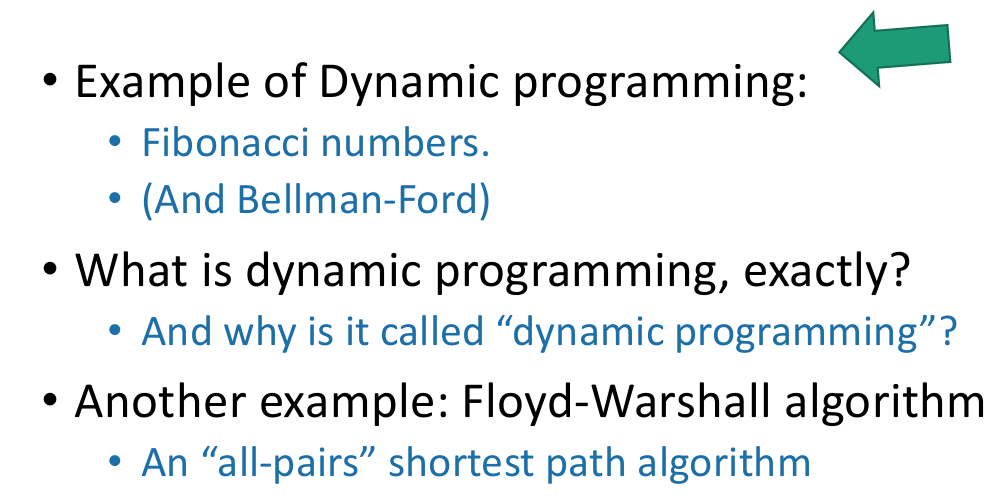 • Example of Dynamic programming:
• Fibonacci numbers.
• (And Bellman-Ford)
• What is dynamic programming, exactly?
• And why is it called “dynamic programming”?
• Another example: Floyd-Warshall algorithm
• An “all-pairs” shortest path algorithm